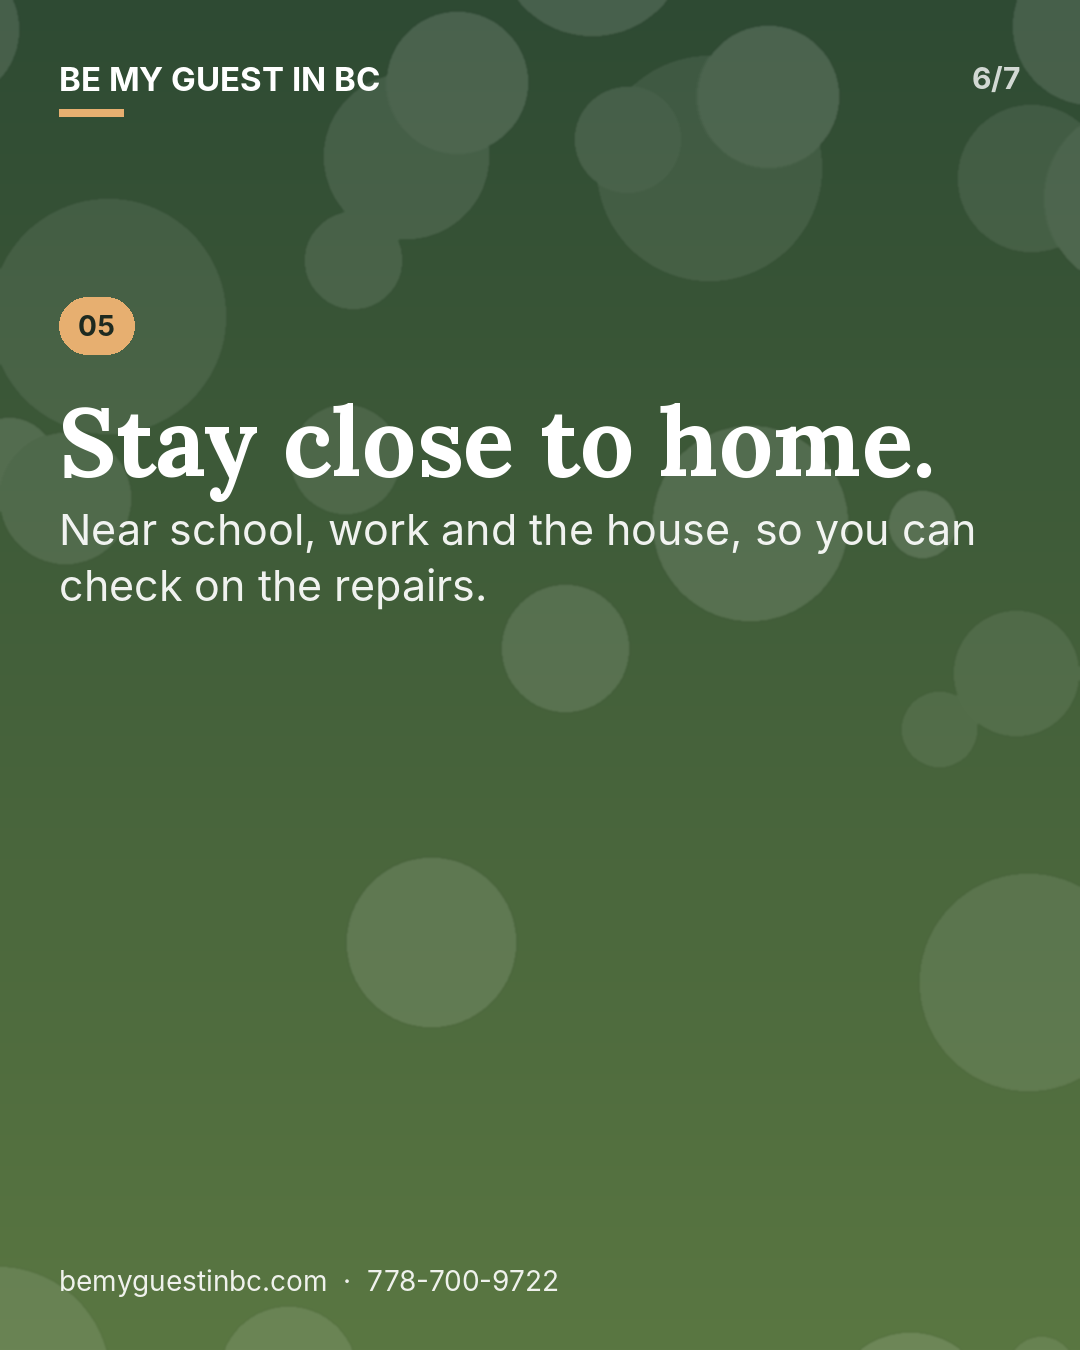 BE MY GUEST IN BC
6/7
05
Stay close to home.
Near school, work and the house, so you can
check on the repairs.
bemyguestinbc.com · 778-700-9722